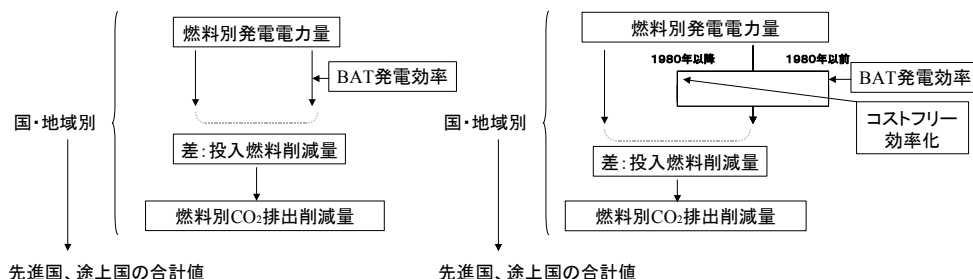 燃料別発電電力量
BAT発電効率
国・地域別
差：投入燃料削減量
燃料別CO₂排出削減量
先進国、途上国の合計値
燃料別発電電力量
1980年以降
1980年以前
BAT発電効率
コストフリー
効率化
国・地域別
差：投入燃料削減量
燃料別CO₂排出削減量
先進国、途上国の合計値